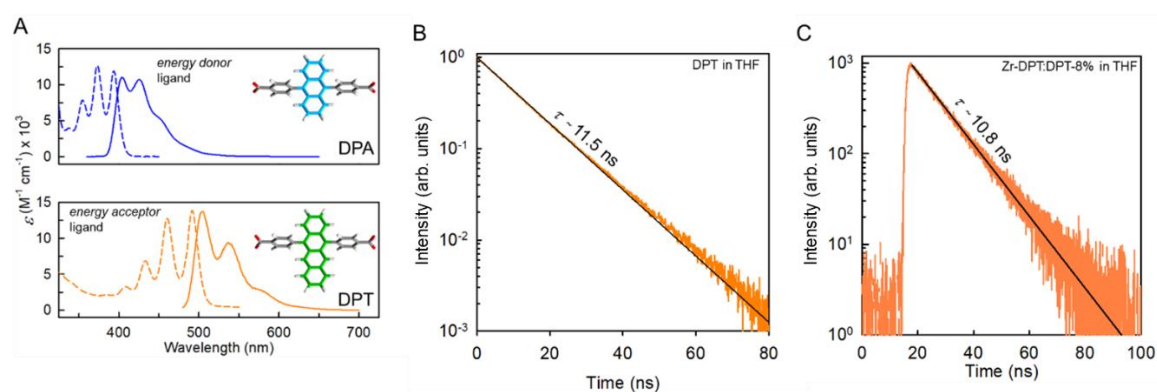 A
energy donor
ligand
DPA
15
10
5
0
energy acceptor
ligand
DPT
15
10
5
0
ε (M⁻¹ cm⁻¹) x 10³
400 500 600 700
Wavelength (nm)
B
DPT in THF
τ ~ 11.5 ns
10⁰
10⁻¹
10⁻²
10⁻³
Intensity (arb. units)
0 20 40 60 80
Time (ns)
C
Zr-DPT:DPT-8% in THF
τ ~ 10.8 ns
10³
10²
10¹
10⁰
Intensity (arb. units)
0 20 40 60 80 100
Time (ns)